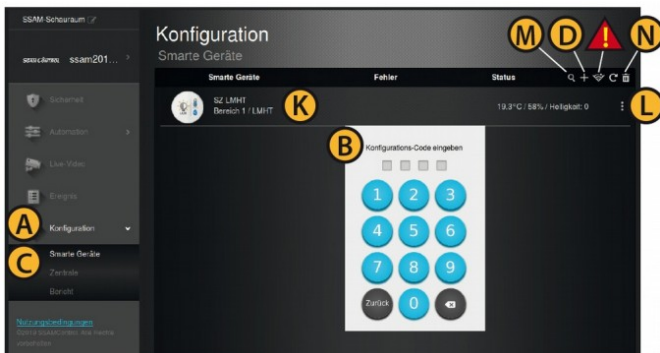 SSAM-Schauraum
ssam201...
Sicherheit
Automation
Live-Video
Ereignis
A
Konfiguration
C
Smarte Geräte
Zentrale
Bericht
Nutzungsbedingungen
Konfiguration
Smarte Geräte
M
D
!
N
Smarte Geräte
Fehler
Status
SZ LMHT
Bereich 1 / LMHT
K
19.3°C / 58% / Helligkeit: 0
L
B
Konfigurations-Code eingeben
1 2 3
4 5 6
7 8 9
Zurück 0